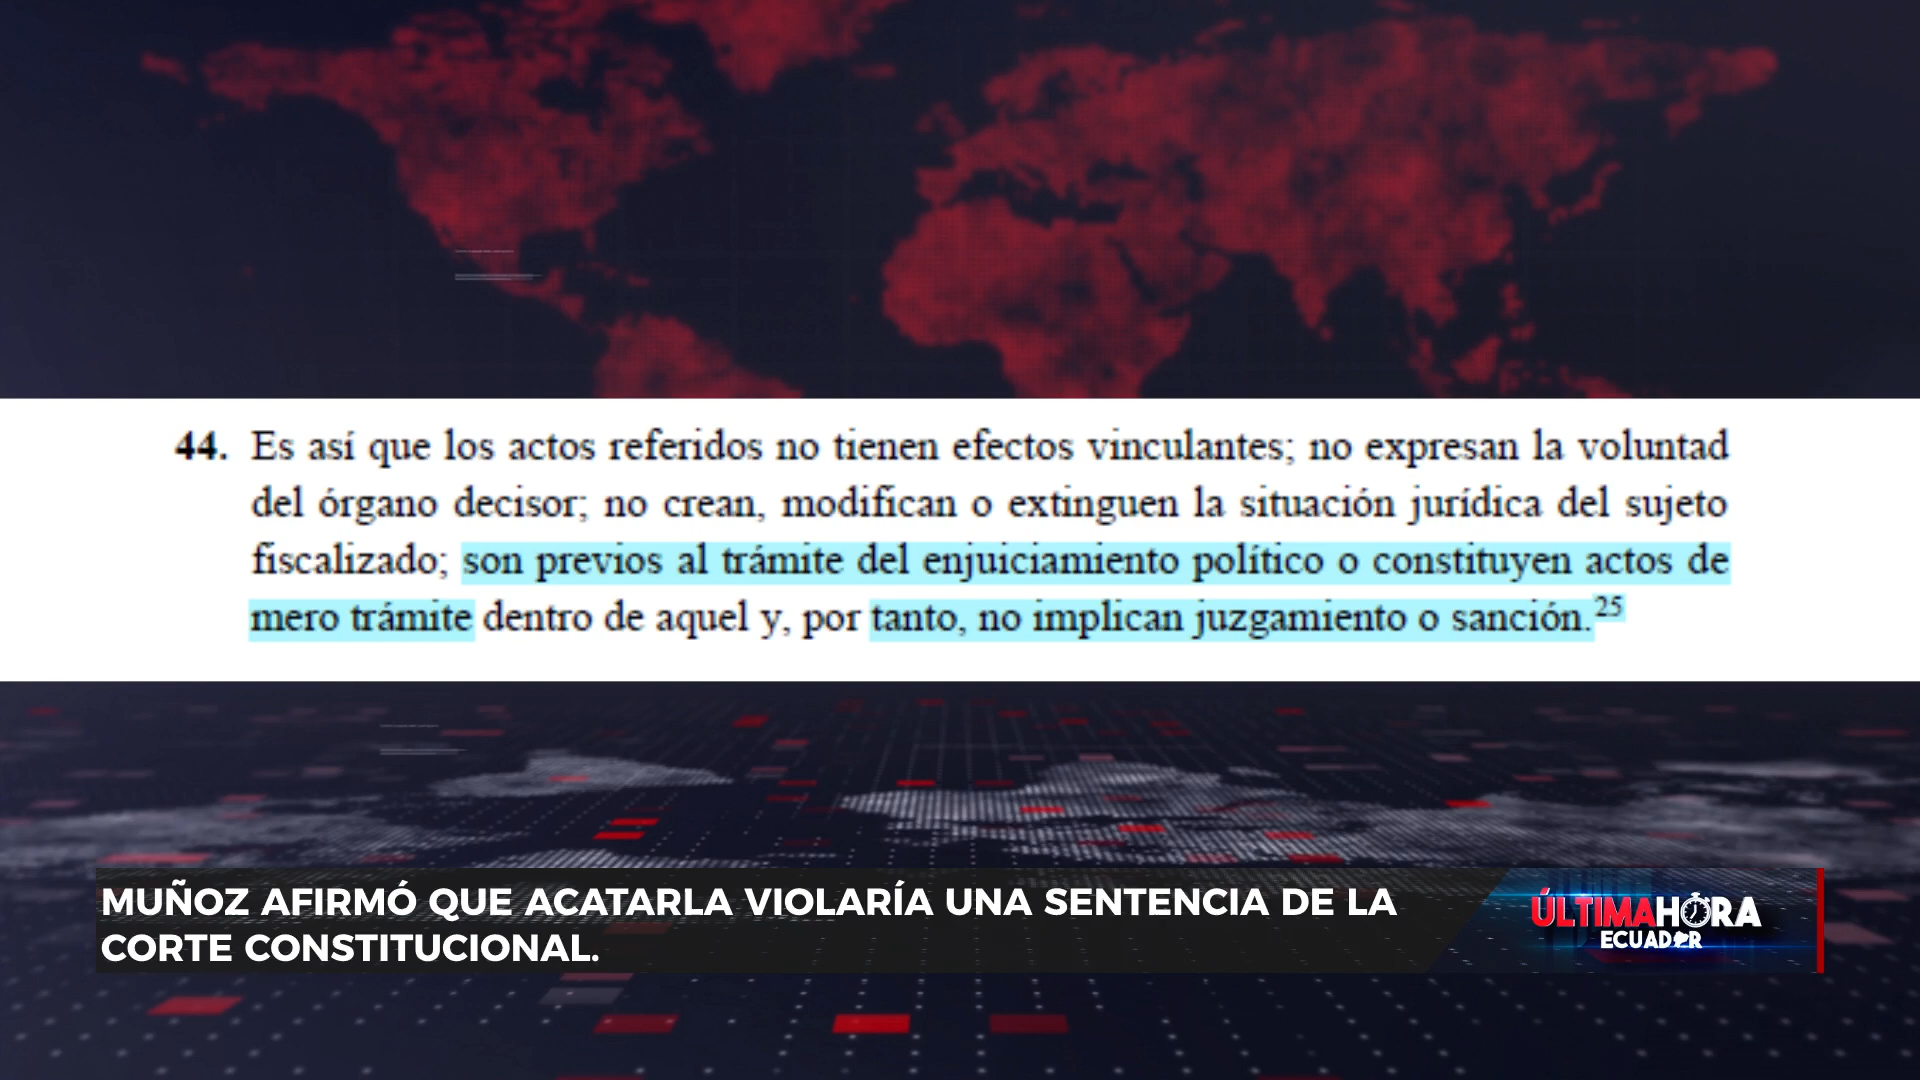 44. Es así que los actos referidos no tienen efectos vinculantes; no expresan la voluntad
del órgano decisor; no crean, modifican o extinguen la situación jurídica del sujeto
fiscalizado; son previos al trámite del enjuiciamiento político o constituyen actos de
mero trámite dentro de aquel y, por tanto, no implican juzgamiento o sanción.25
MUÑOZ AFIRMÓ QUE ACATARLA VIOLARÍA UNA SENTENCIA DE LA
CORTE CONSTITUCIONAL.
ÚLTIMAHORA
ECUADOR